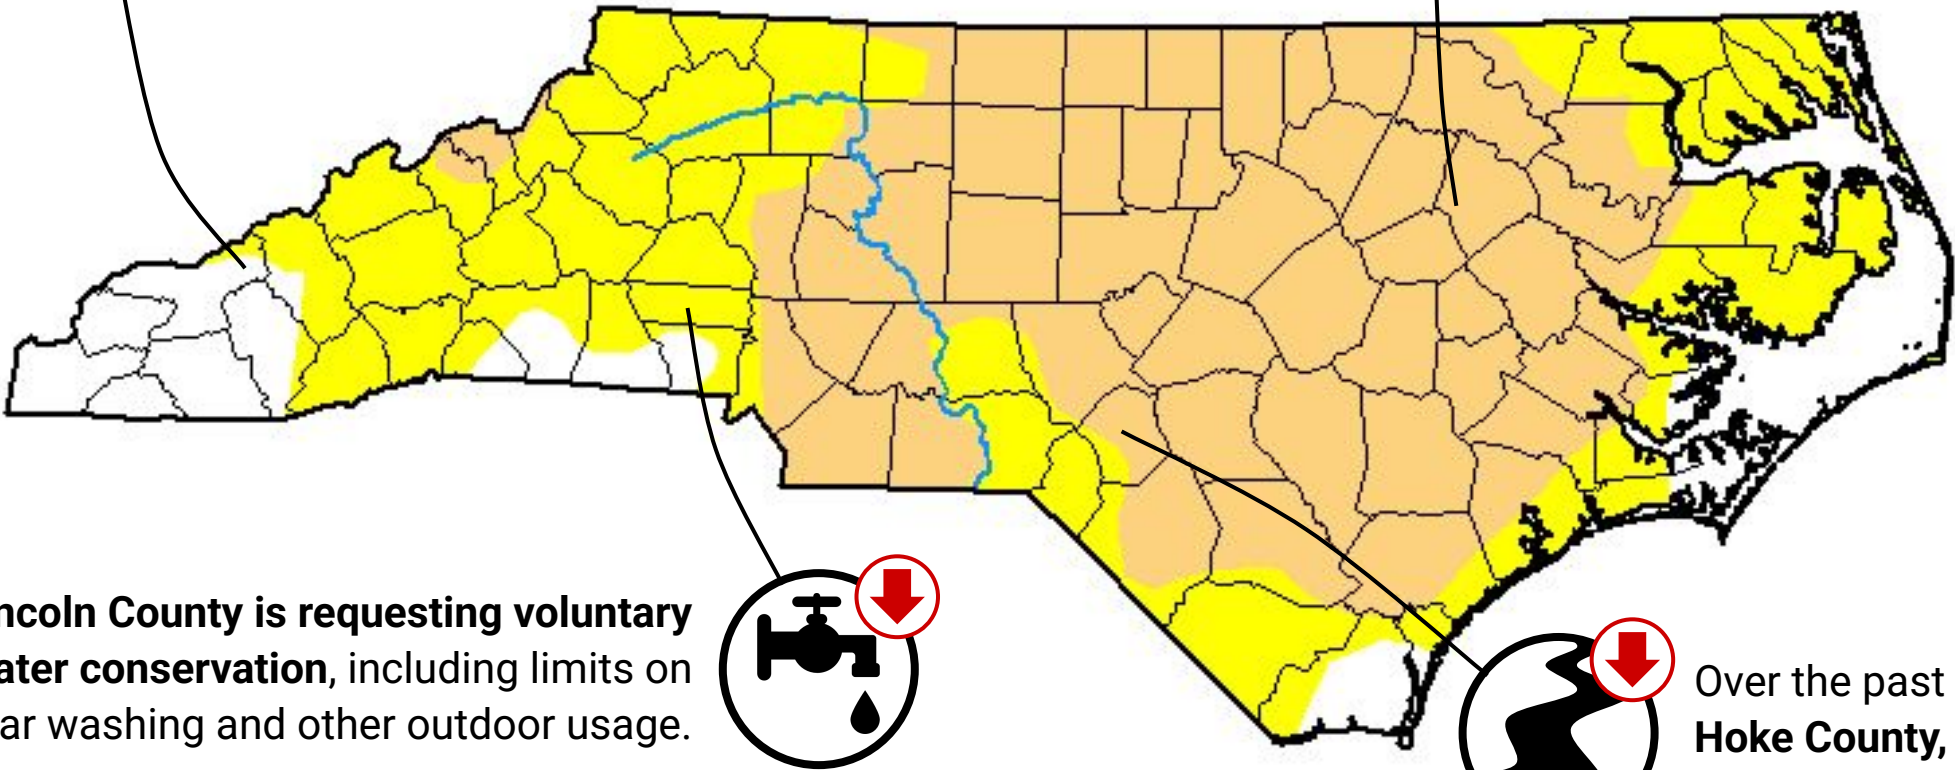 ncoln County is requesting voluntary
ater conservation, including limits on
ar washing and other outdoor usage.
Over the past
Hoke County,